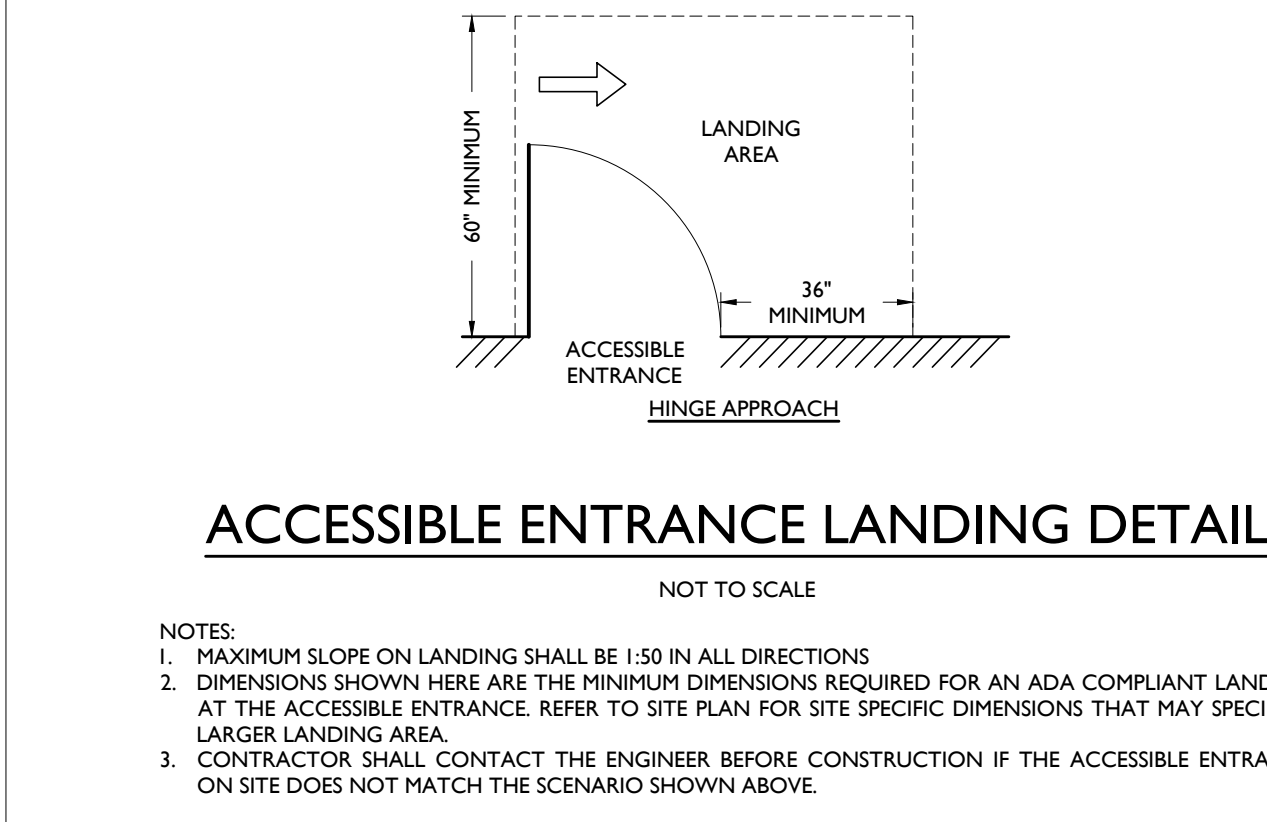 60" MINIMUM
LANDING
AREA
36"
MINIMUM
ACCESSIBLE
ENTRANCE
HINGE APPROACH
ACCESSIBLE ENTRANCE LANDING DETAIL
NOT TO SCALE
NOTES:
1. MAXIMUM SLOPE ON LANDING SHALL BE 1:50 IN ALL DIRECTIONS
2. DIMENSIONS SHOWN HERE ARE THE MINIMUM DIMENSIONS REQUIRED FOR AN ADA COMPLIANT LAND
AT THE ACCESSIBLE ENTRANCE. REFER TO SITE PLAN FOR SITE SPECIFIC DIMENSIONS THAT MAY SPECI
LARGER LANDING AREA.
3. CONTRACTOR SHALL CONTACT THE ENGINEER BEFORE CONSTRUCTION IF THE ACCESSIBLE ENTRA
ON SITE DOES NOT MATCH THE SCENARIO SHOWN ABOVE.